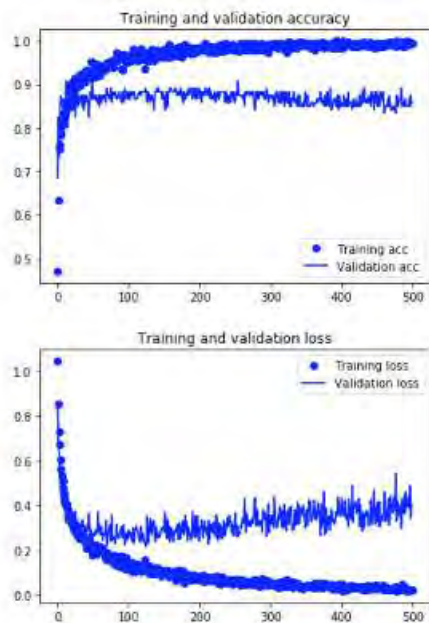 Training and validation accuracy
1.0
0.9
0.8
0.7
0.6
0.5
Training acc
Validation acc
0 100 200 300 400 500
Training and validation loss
Training loss
Validation loss
1.0
0.8
0.6
0.4
0.2
0.0
0 100 200 300 400 500